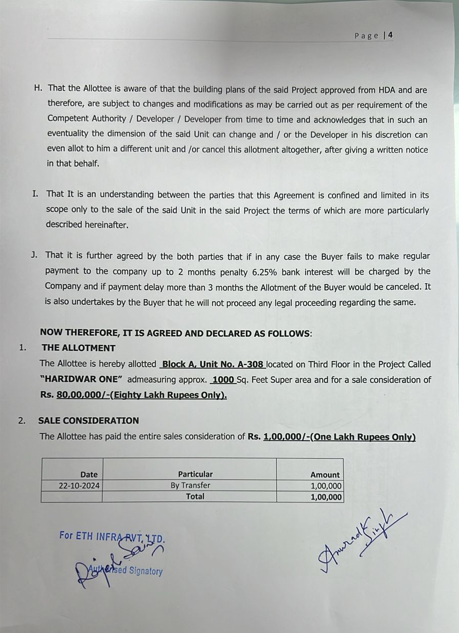 Page | 4
H. That the Allottee is aware of that the building plans of the said Project approved from HDA and are
therefore, are subject to changes and modifications as may be carried out as per requirement of the
Competent Authority / Developer / Developer from time to time and acknowledges that in such an
eventuality the dimension of the said Unit can change and / or the Developer in his discretion can
even allot to him a different unit and /or cancel this allotment altogether, after giving a written notice
in that behalf.
I. That It is an understanding between the parties that this Agreement is confined and limited in its
scope only to the sale of the said Unit in the said Project the terms of which are more particularly
described hereinafter.
J. That it is further agreed by the both parties that if in any case the Buyer fails to make regular
payment to the company up to 2 months penalty 6.25% bank interest will be charged by the
Company and if payment delay more than 3 months the Allotment of the Buyer would be canceled. It
is also undertakes by the Buyer that he will not proceed any legal proceeding regarding the same.
NOW THEREFORE, IT IS AGREED AND DECLARED AS FOLLOWS:
1. THE ALLOTMENT
The Allottee is hereby allotted Block A, Unit No. A-308 located on Third Floor in the Project Called
"HARIDWAR ONE" admeasuring approx. 1000 Sq. Feet Super area and for a sale consideration of
Rs. 80,00,000/-(Eighty Lakh Rupees Only).
2. SALE CONSIDERATION
The Allottee has paid the entire sales consideration of Rs. 1,00,000/-(One Lakh Rupees Only)
Date Particular Amount
22-10-2024 By Transfer 1,00,000
Total 1,00,000
For ETH INFRA PVT. LTD.
Authorised Signatory
Singh